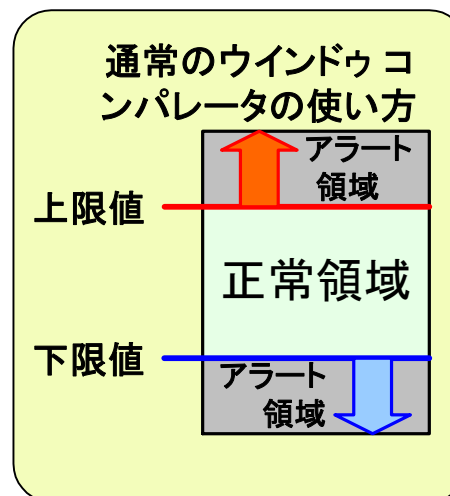 通常のウインドゥ コ
ンパレータの使い方
アラート
領域
上限値
正常領域
下限値
アラート
領域